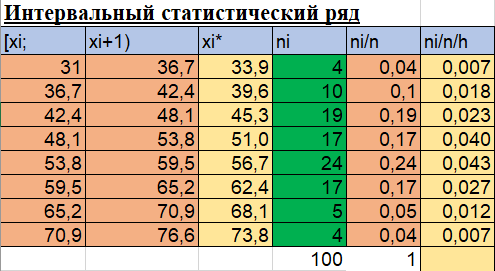 Интервальный статистический ряд
[xi; xi+1) xi* ni ni/n ni/n/h
31 36,7 33,9 4 0,04 0,007
36,7 42,4 39,6 10 0,1 0,018
42,4 48,1 45,3 19 0,19 0,023
48,1 53,8 51,0 17 0,17 0,040
53,8 59,5 56,7 24 0,24 0,043
59,5 65,2 62,4 17 0,17 0,027
65,2 70,9 68,1 5 0,05 0,012
70,9 76,6 73,8 4 0,04 0,007
100 1